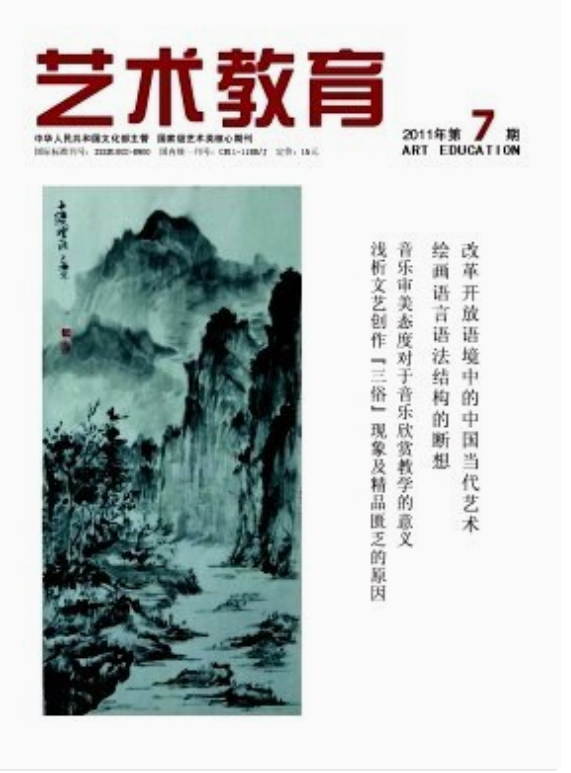 艺术教育
中华人民共和国文化部主管 国家级艺术类核心期刊
2011年第7期
ART EDUCATION
改革开放语境中的中国当代艺术
绘画语言语法结构的断想
音乐审美态度对于音乐欣赏教学的意义
浅析文艺创作『三俗』现象及精品匮乏的原因